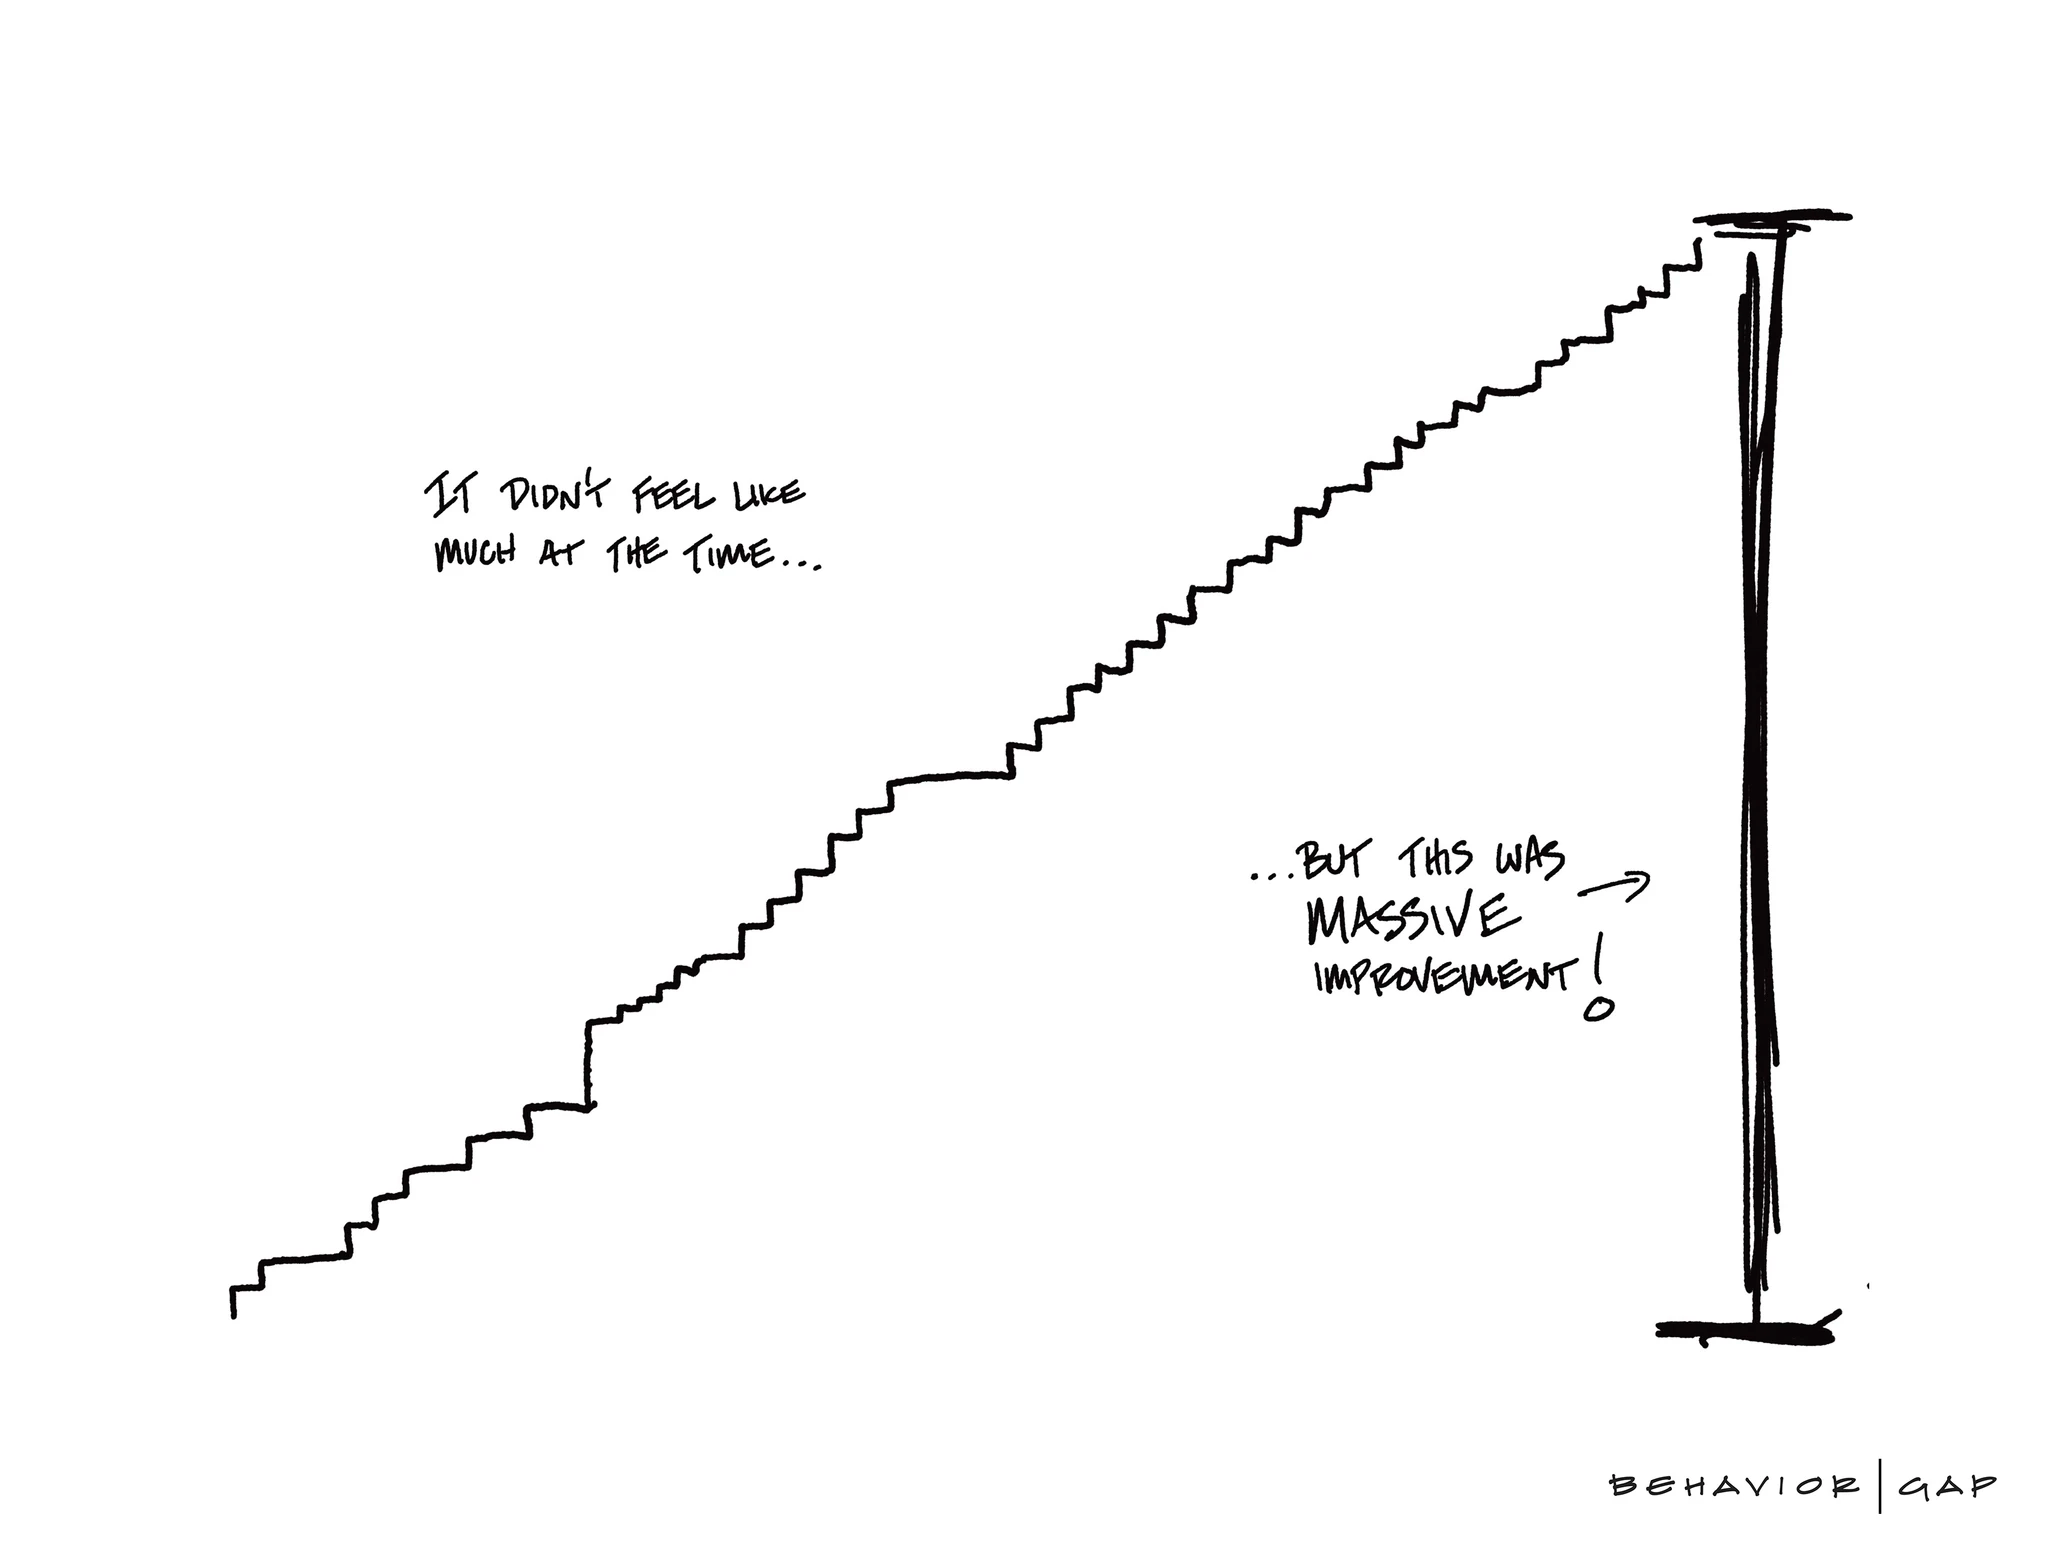 IT DIDN'T FEEL LIKE
MUCH AT THE TIME...
...BUT THIS WAS
MASSIVE
IMPROVEMENT!
BEHAVIOR | GAP